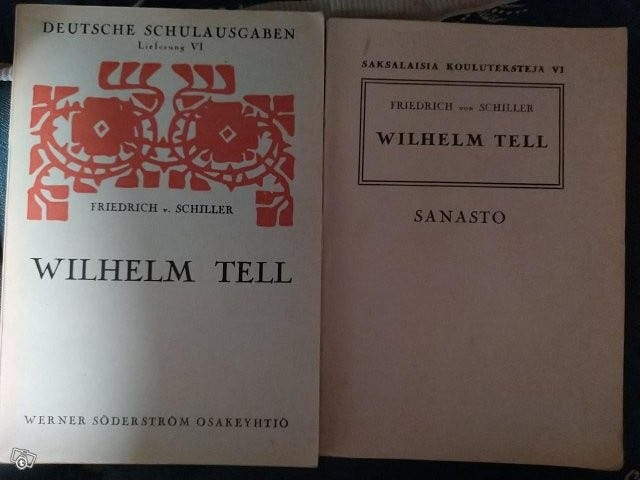 DEUTSCHE SCHULAUSGABEN
Lieferung VI
FRIEDRICH v. SCHILLER
WILHELM TELL
WERNER SÖDERSTRÖM OSAKEYHTIÖ
SAKSALAISIA KOULUTEKSTEJÄ VI
FRIEDRICH VON SCHILLER
WILHELM TELL
SANASTO